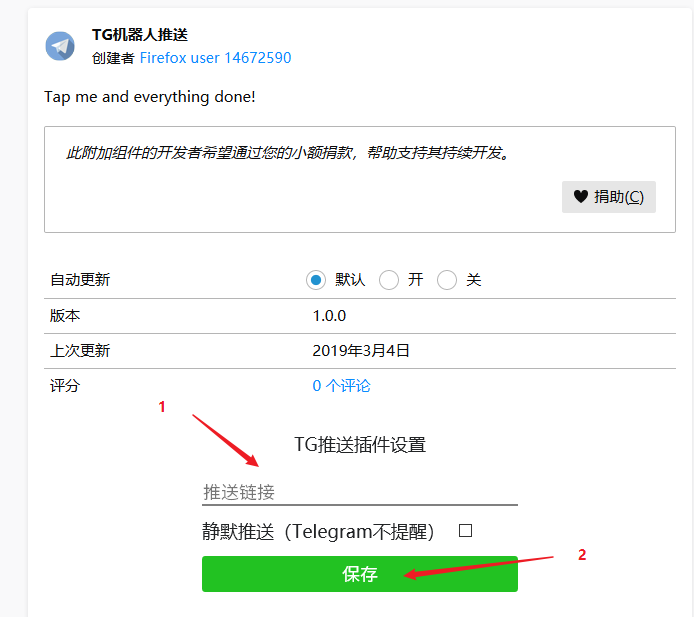 TG机器人推送
创建者 Firefox user 14672590
Tap me and everything done!
此附加组件的开发者希望通过您的小额捐款，帮助支持其持续开发。
捐助(C)
自动更新 默认 开 关
版本 1.0.0
上次更新 2019年3月4日
评分 0 个评论
1
TG推送插件设置
推送链接
静默推送（Telegram不提醒）
保存
2